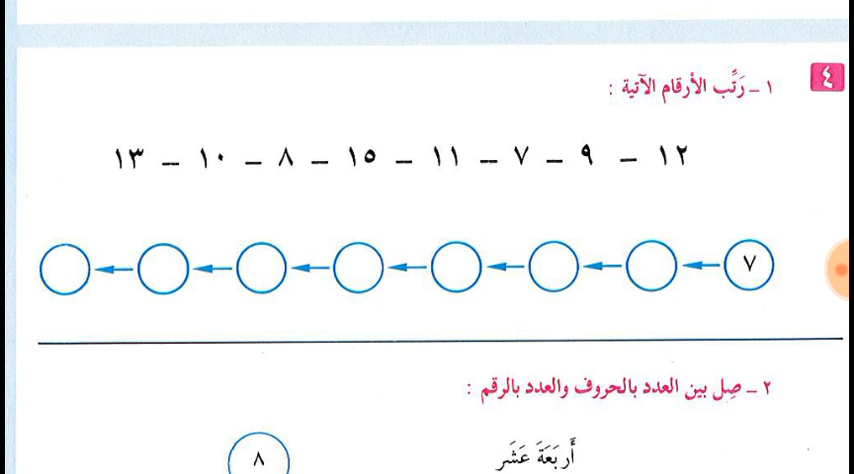 ٤
١ – رَتِّب الأرقام الآتية :
١٢ – ٩ – ٧ – ١١ – ١٥ – ٨ – ١٠ – ١٣
٧
٢ – صِل بين العدد بالحروف والعدد بالرقم :
أَربَعَةَ عَشَر
٨